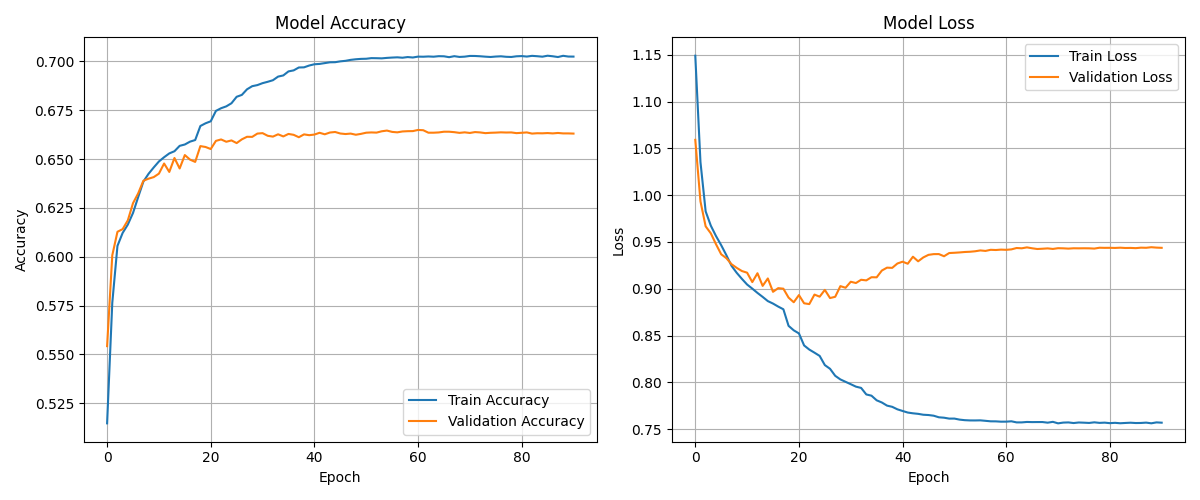 Model Accuracy
0.700
0.675
0.650
0.625
0.600
0.575
0.550
0.525
Accuracy
0
20
40
60
80
Epoch
Train Accuracy
Validation Accuracy
Model Loss
1.15
1.10
1.05
1.00
0.95
0.90
0.85
0.80
0.75
Loss
0
20
40
60
80
Epoch
Train Loss
Validation Loss